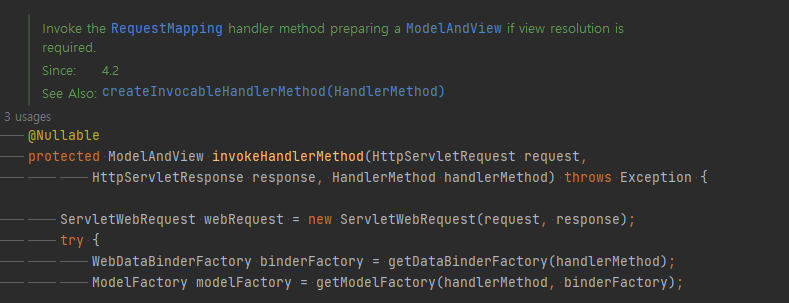 Invoke the RequestMapping handler method preparing a ModelAndView if view resolution is
required.
Since: 4.2
See Also: createInvocableHandlerMethod(HandlerMethod)
3 usages
@Nullable
protected ModelAndView invokeHandlerMethod(HttpServletRequest request,
HttpServletResponse response, HandlerMethod handlerMethod) throws Exception {
ServletWebRequest webRequest = new ServletWebRequest(request, response);
try {
WebDataBinderFactory binderFactory = getDataBinderFactory(handlerMethod);
ModelFactory modelFactory = getModelFactory(handlerMethod, binderFactory);